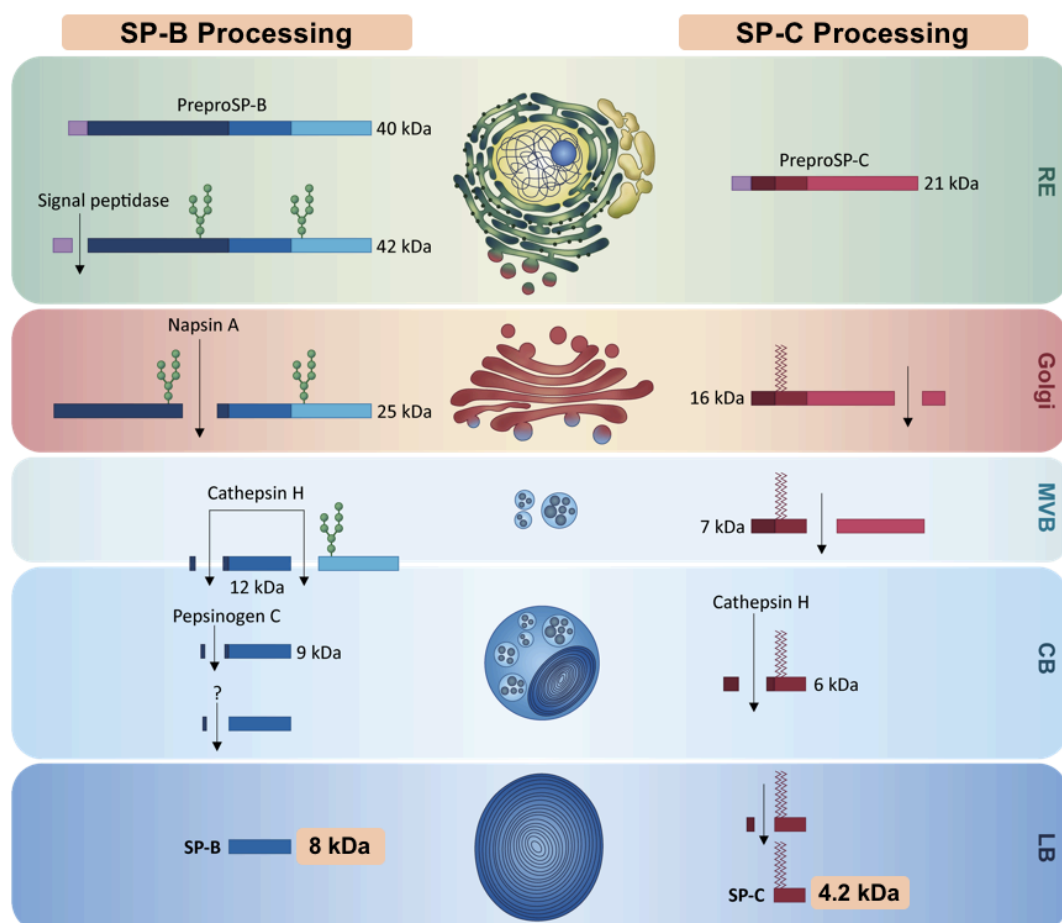 SP-B Processing
SP-C Processing
PreproSP-B
40 kDa
Signal peptidase
42 kDa
PreproSP-C
21 kDa
RE
Napsin A
25 kDa
16 kDa
Golgi
Cathepsin H
12 kDa
7 kDa
MVB
Pepsinogen C
9 kDa
?
Cathepsin H
6 kDa
CB
SP-B
8 kDa
SP-C
4.2 kDa
LB